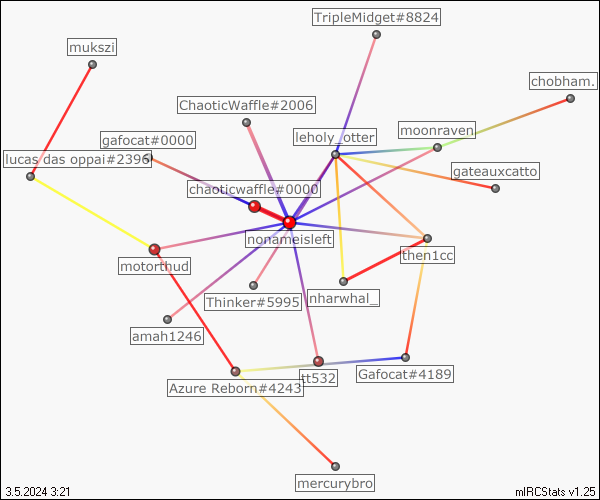 TripleMidget#8824
mukszi
chobham.
ChaoticWaffle#2006
gafocat#0000
leholy_otter
moonraven
lucas das oppai#2396
gateauxcatto
chaoticwaffle#0000
nonameisleft
then1cc
motorthud
Thinker#5995
nharwhal_
amah1246
Azure Reborn#4243
tt532
Gafocat#4189
mercurybro
3.5.2024 3:21
mIRCStats v1.25